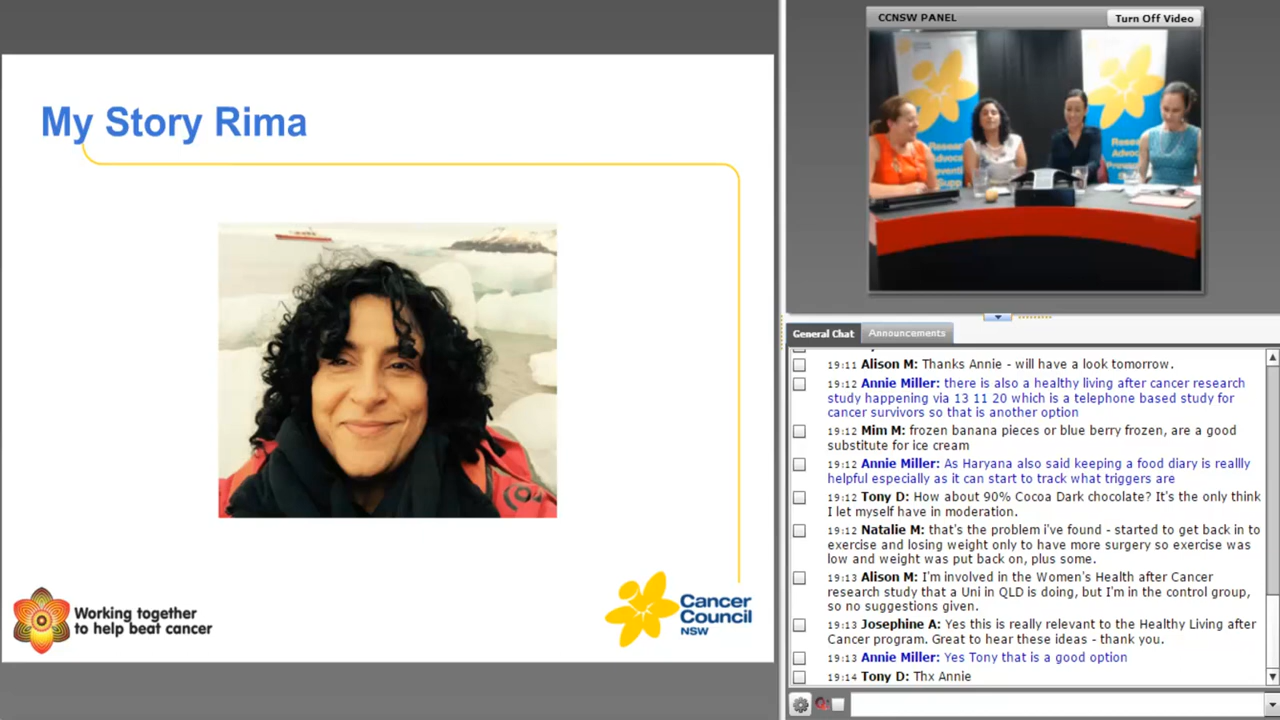 My Story Rima
Working together
to help beat cancer
Cancer
Council
NSW
CCNSW PANEL
Turn Off Video
Resear
Advoca
Preventi
Supp
General Chat
Announcements
19:11 Alison M: Thanks Annie - will have a look tomorrow.
19:12 Annie Miller: there is also a healthy living after cancer research
study happening via 13 11 20 which is a telephone based study for
cancer survivors so that is another option
19:12 Mim M: frozen banana pieces or blue berry frozen, are a good
substitute for ice cream
19:12 Annie Miller: As Haryana also said keeping a food diary is reallly
helpful especially as it can start to track what triggers are
19:12 Tony D: How about 90% Cocoa Dark chocolate? It's the only think
I let myself have in moderation.
19:12 Natalie M: that's the problem i've found - started to get back in to
exercise and losing weight only to have more surgery so exercise was
low and weight was put back on, plus some.
19:13 Alison M: I'm involved in the Women's Health after Cancer
research study that a Uni in QLD is doing, but I'm in the control group,
so no suggestions given.
19:13 Josephine A: Yes this is really relevant to the Healthy Living after
Cancer program. Great to hear these ideas - thank you.
19:13 Annie Miller: Yes Tony that is a good option
19:14 Tony D: Thx Annie